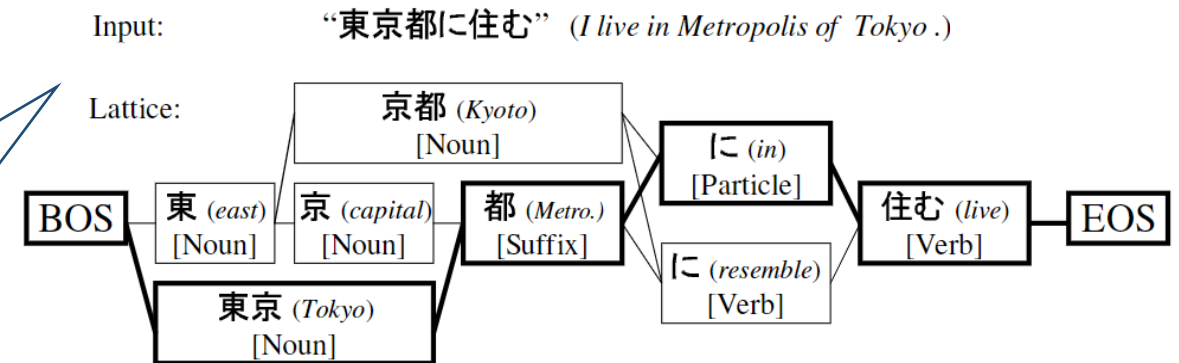 Input: “東京都に住む” (I live in Metropolis of Tokyo .)
Lattice:
京都 (Kyoto)
[Noun]
に (in)
[Particle]
BOS
東 (east)
[Noun]
京 (capital)
[Noun]
都 (Metro.)
[Suffix]
住む (live)
[Verb]
EOS
に (resemble)
[Verb]
東京 (Tokyo)
[Noun]